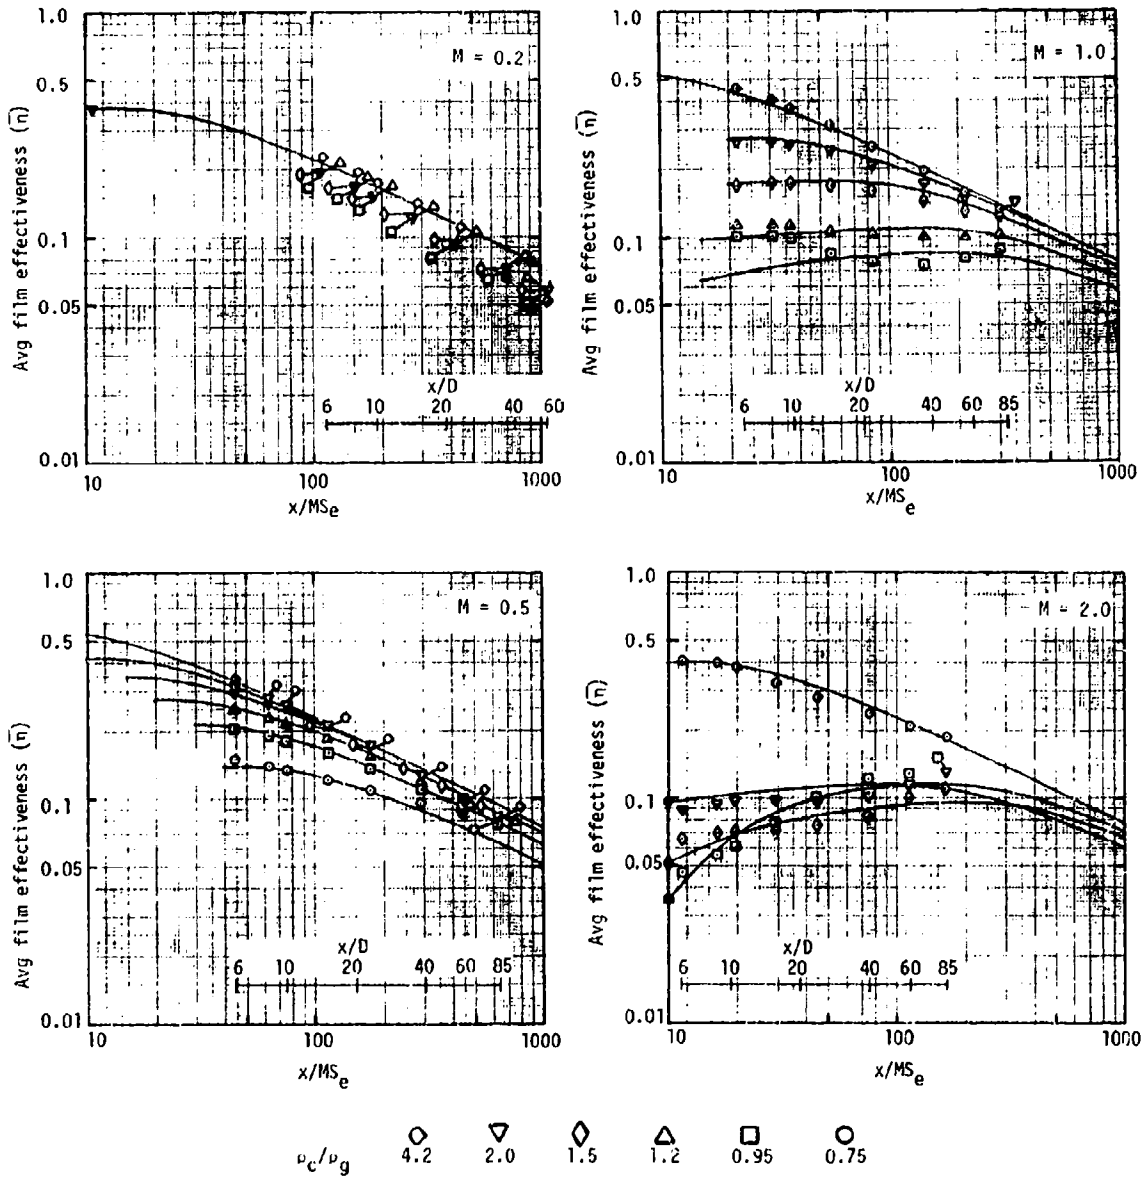 Avg film effectiveness (η̅)
1.0
0.5
0.1
0.05
0.01
M = 0.2
x/D
6 10 20 40 60
10 100 1000
x/MSe
Avg film effectiveness (η̅)
1.0
0.5
0.1
0.05
0.01
M = 1.0
x/D
6 10 20 40 60 85
10 100 1000
x/MSe
Avg film effectiveness (η̅)
1.0
0.5
0.1
0.05
0.01
M = 0.5
x/D
6 10 20 40 60 85
10 100 1000
x/MSe
Avg film effectiveness (η̅)
1.0
0.5
0.1
0.05
0.01
M = 2.0
x/D
6 10 20 40 60 85
10 100 1000
x/MSe
ρc/ρg 4.2 2.0 1.5 1.2 0.95 0.75